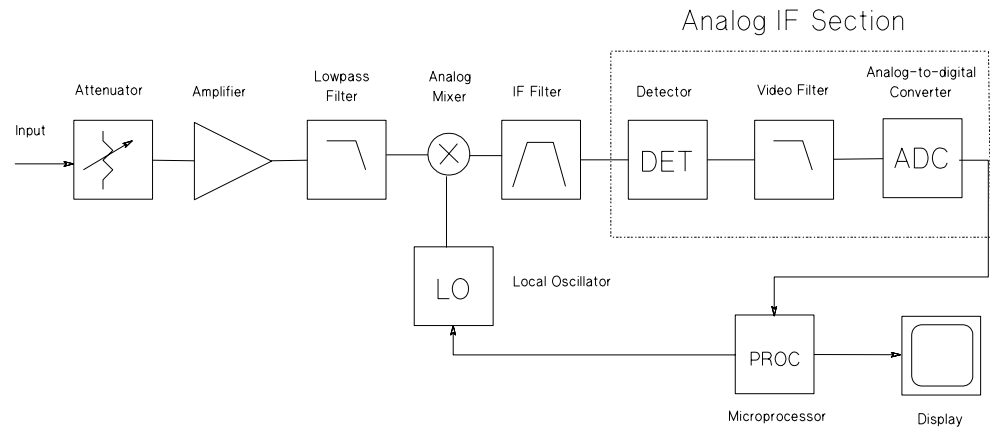 Analog IF Section
Attenuator
Amplifier
Lowpass
Filter
Analog
Mixer
IF Filter
Detector
Video Filter
Analog-to-digital
Converter
Input
DET
ADC
LO
Local Oscillator
PROC
Microprocessor
Display